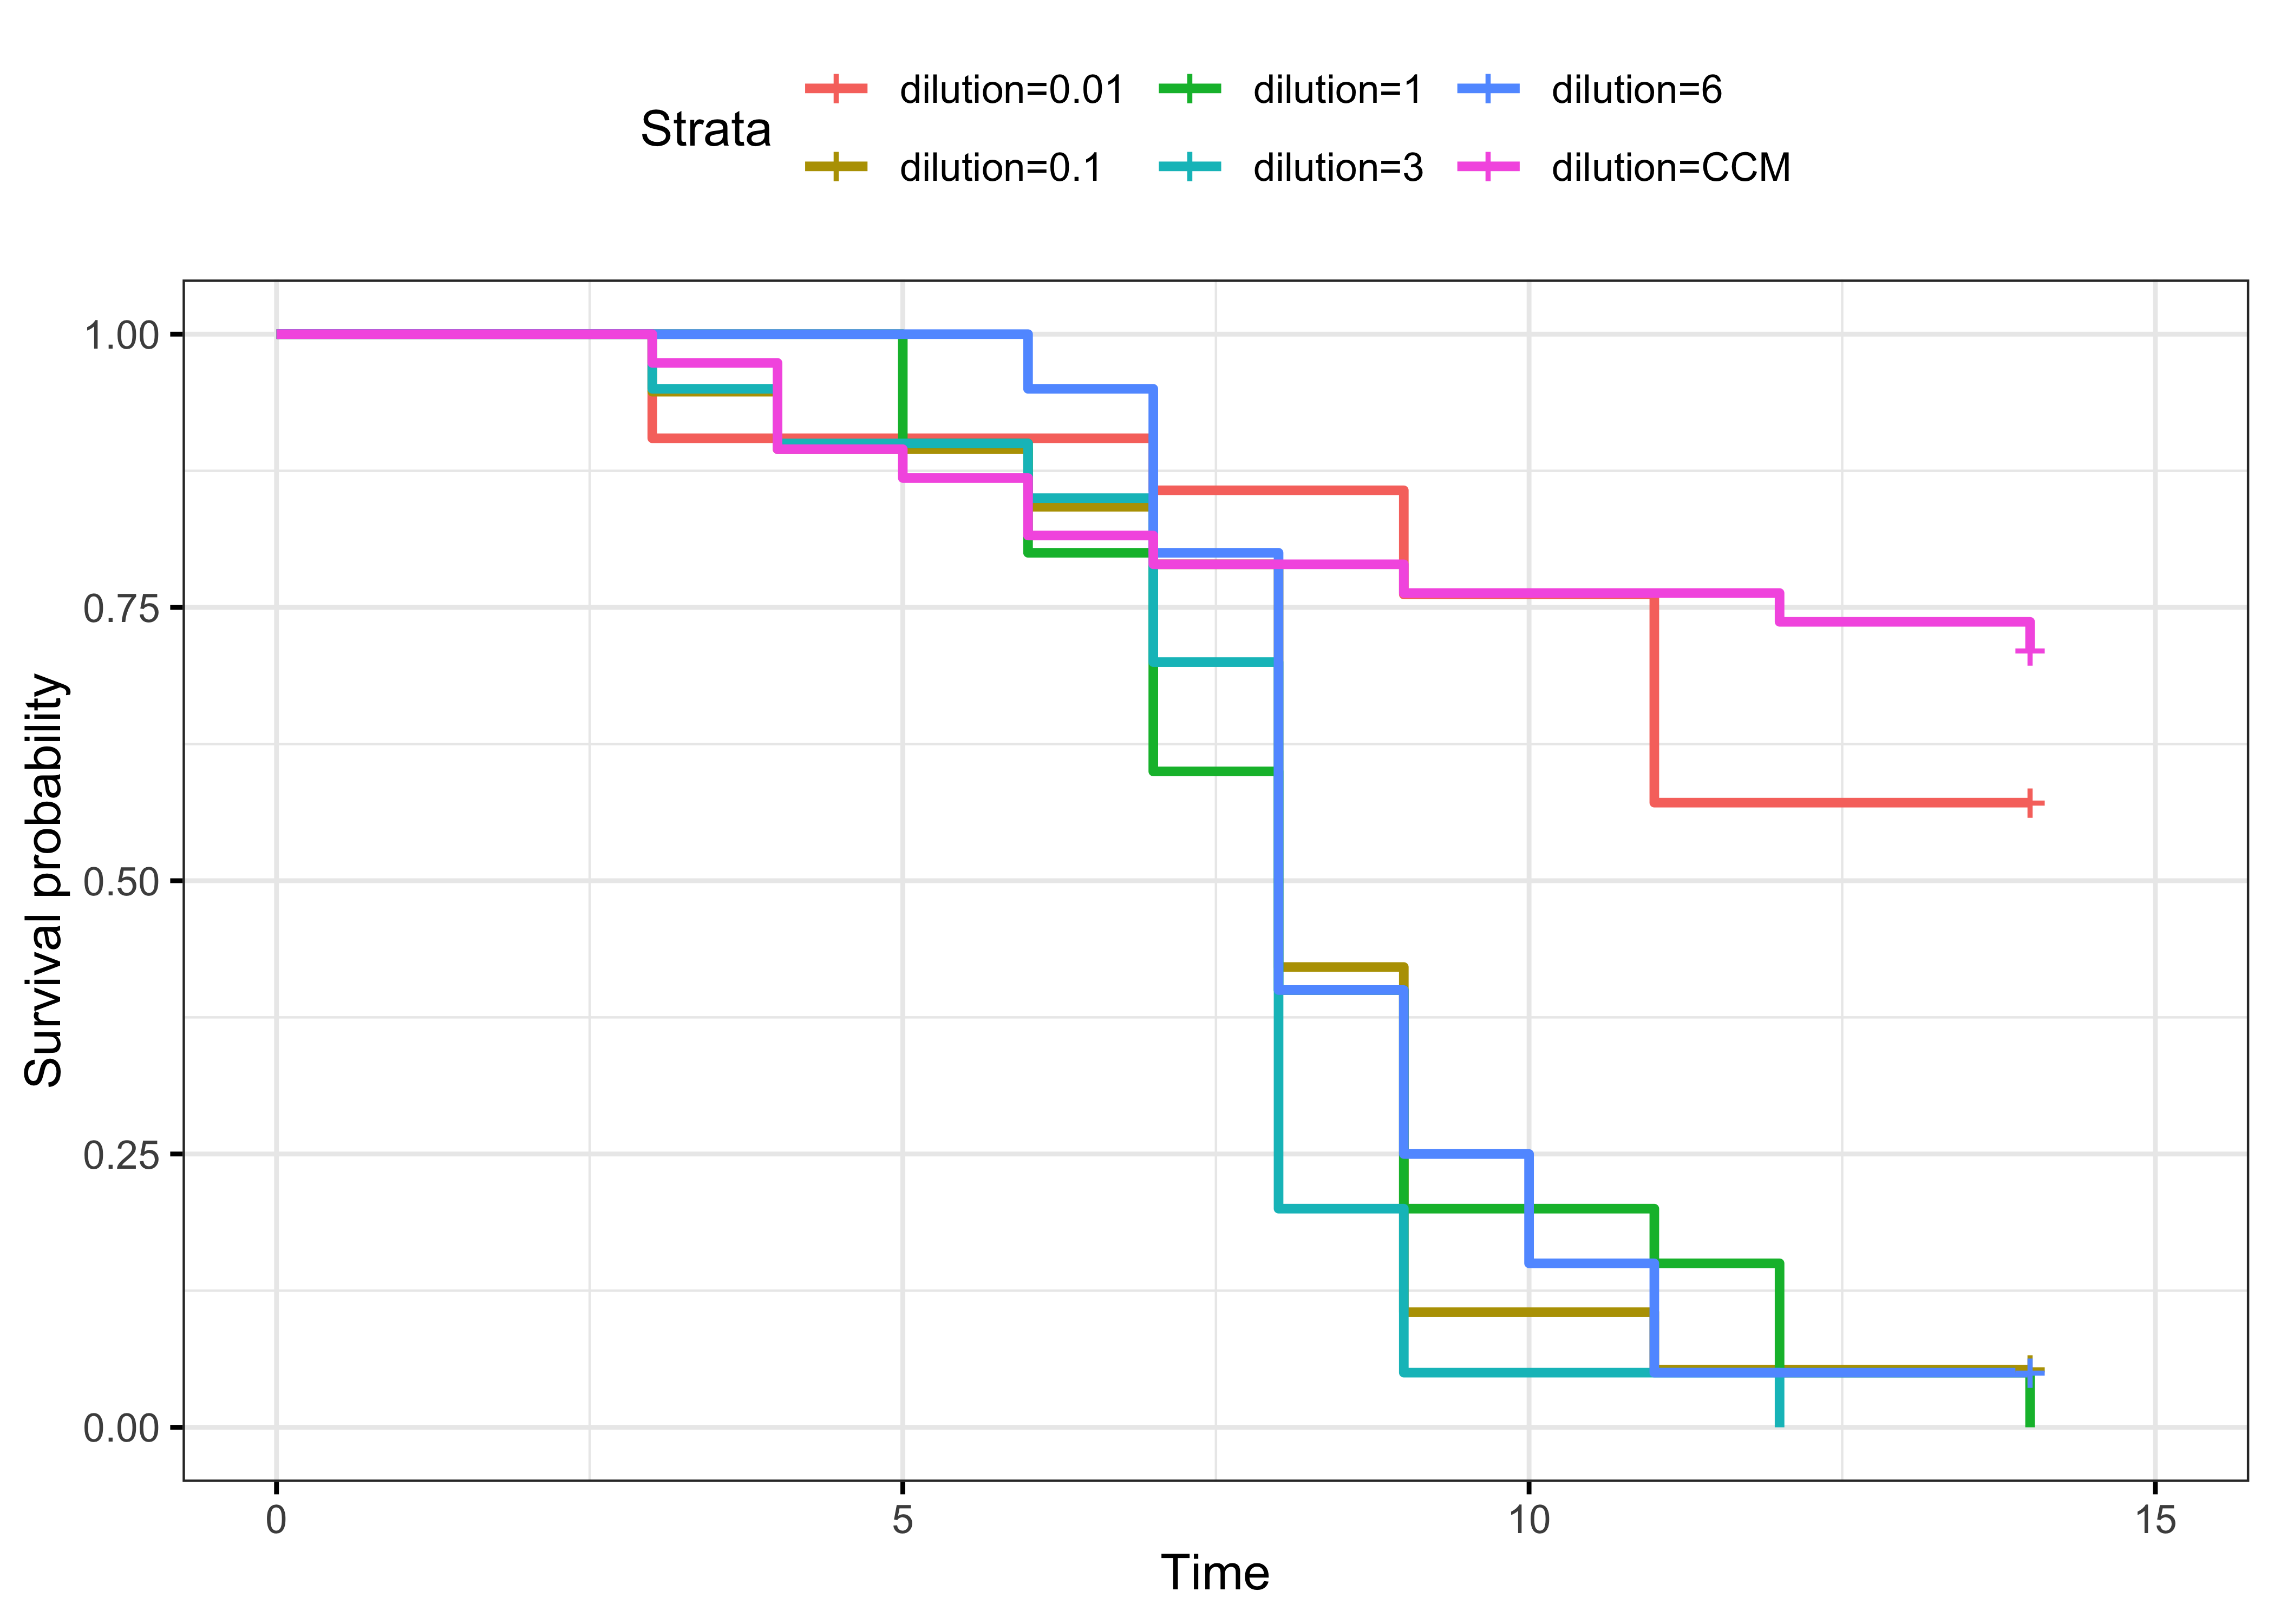 Strata
dilution=0.01 dilution=1 dilution=6
dilution=0.1 dilution=3 dilution=CCM
1.00
0.75
0.50
0.25
0.00
Survival probability
0 5 10 15
Time